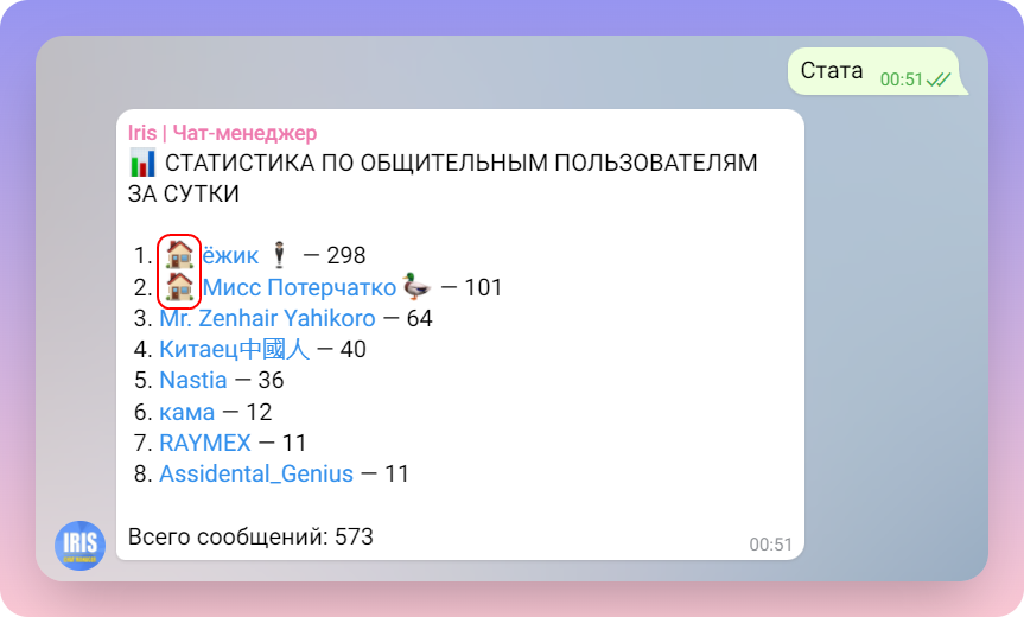 Стата 00:51
Iris | Чат-менеджер
📊 СТАТИСТИКА ПО ОБЩИТЕЛЬНЫМ ПОЛЬЗОВАТЕЛЯМ
ЗА СУТКИ
1. 🏠 ёжик 🕴 — 298
2. 🏠 Мисс Потерчатко 🦆 — 101
3. Mr. Zenhair Yahikoro — 64
4. Китаец中國人 — 40
5. Nastia — 36
6. кама — 12
7. RAYMEX — 11
8. Assidental_Genius — 11
Всего сообщений: 573
00:51
IRIS